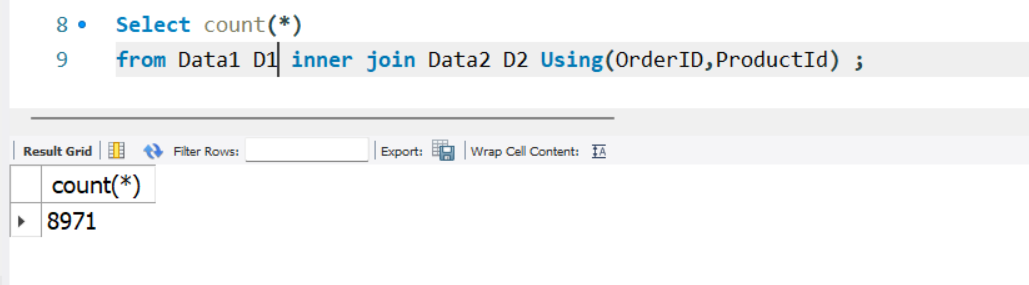 8 Select count(*)
9 from Data1 D1 inner join Data2 D2 Using(OrderID,ProductId) ;
Result Grid Filter Rows: Export: Wrap Cell Content:
count(*)
8971